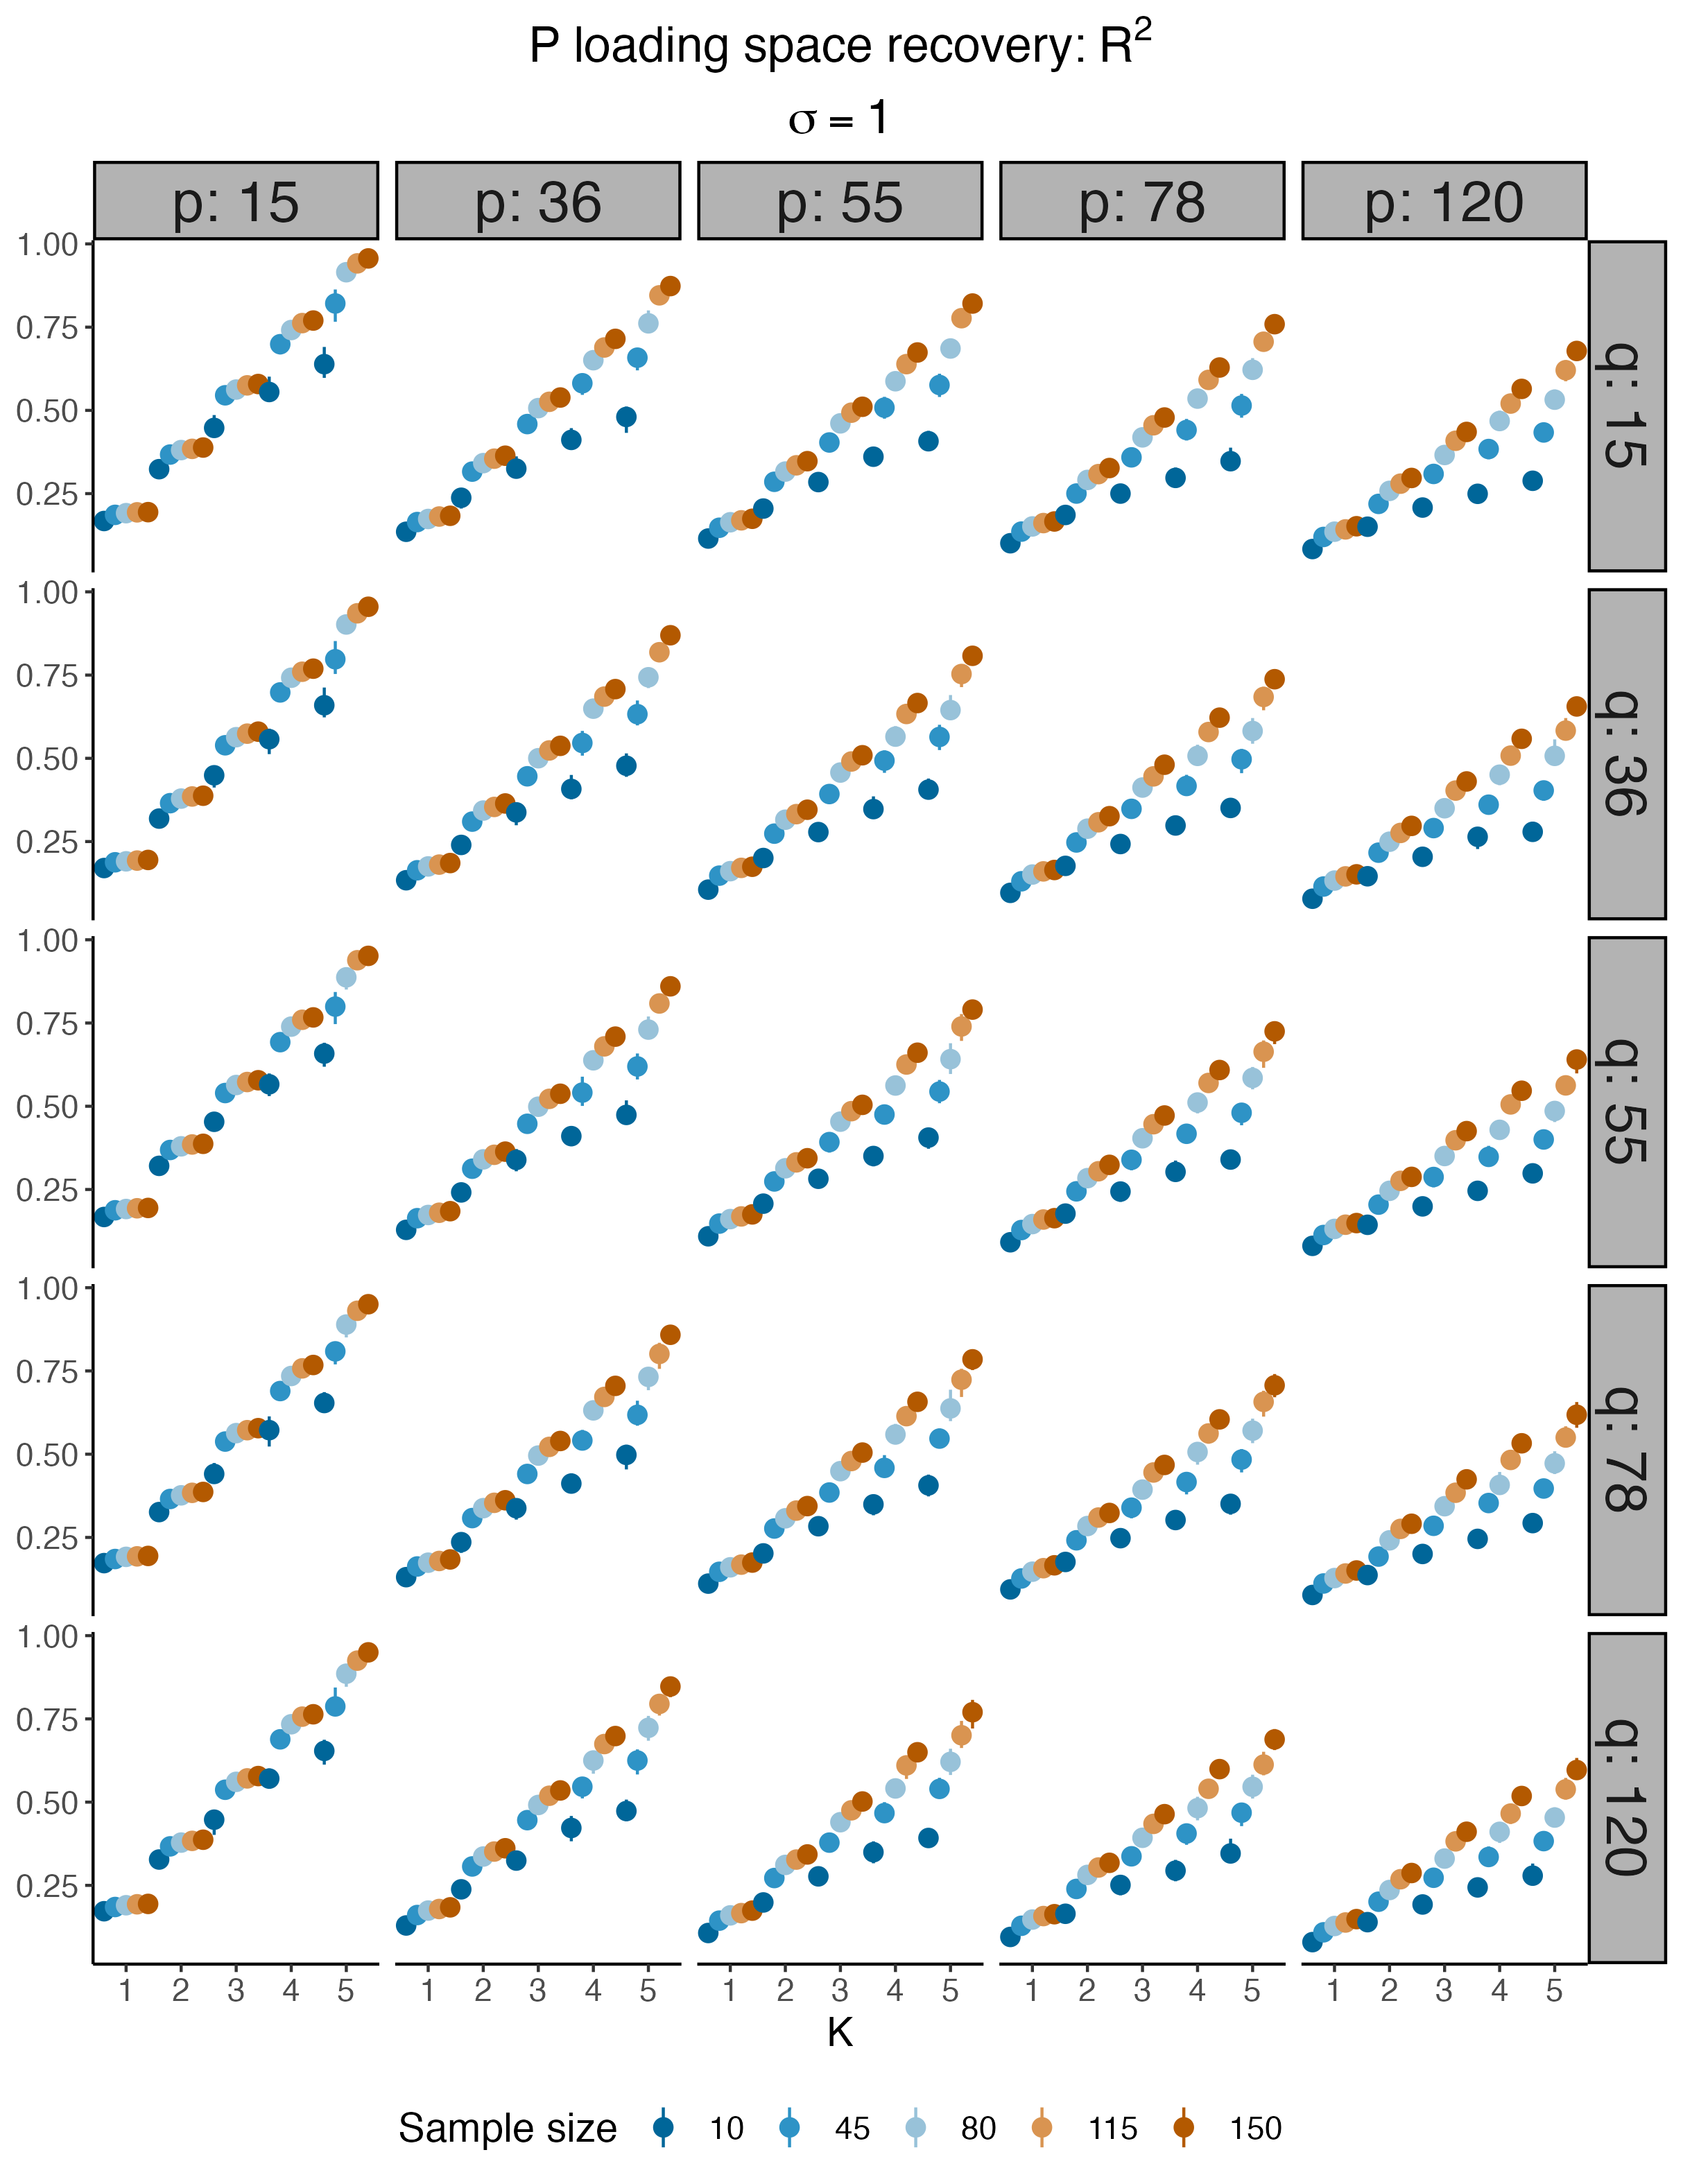 P loading space recovery: R²
σ = 1
p: 15 p: 36 p: 55 p: 78 p: 120
1.00
0.75
0.50
0.25
q: 15
1.00
0.75
0.50
0.25
q: 36
1.00
0.75
0.50
0.25
q: 55
1.00
0.75
0.50
0.25
q: 78
1.00
0.75
0.50
0.25
q: 120
1 2 3 4 5 1 2 3 4 5 1 2 3 4 5 1 2 3 4 5 1 2 3 4 5
K
Sample size 10 45 80 115 150